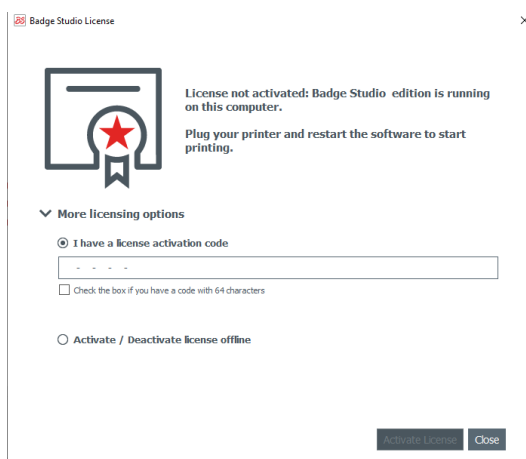 BS Badge Studio License
License not activated: Badge Studio edition is running
on this computer.
Plug your printer and restart the software to start
printing.
More licensing options
I have a license activation code
- - - -
Check the box if you have a code with 64 characters
Activate / Deactivate license offline
Activate License Close